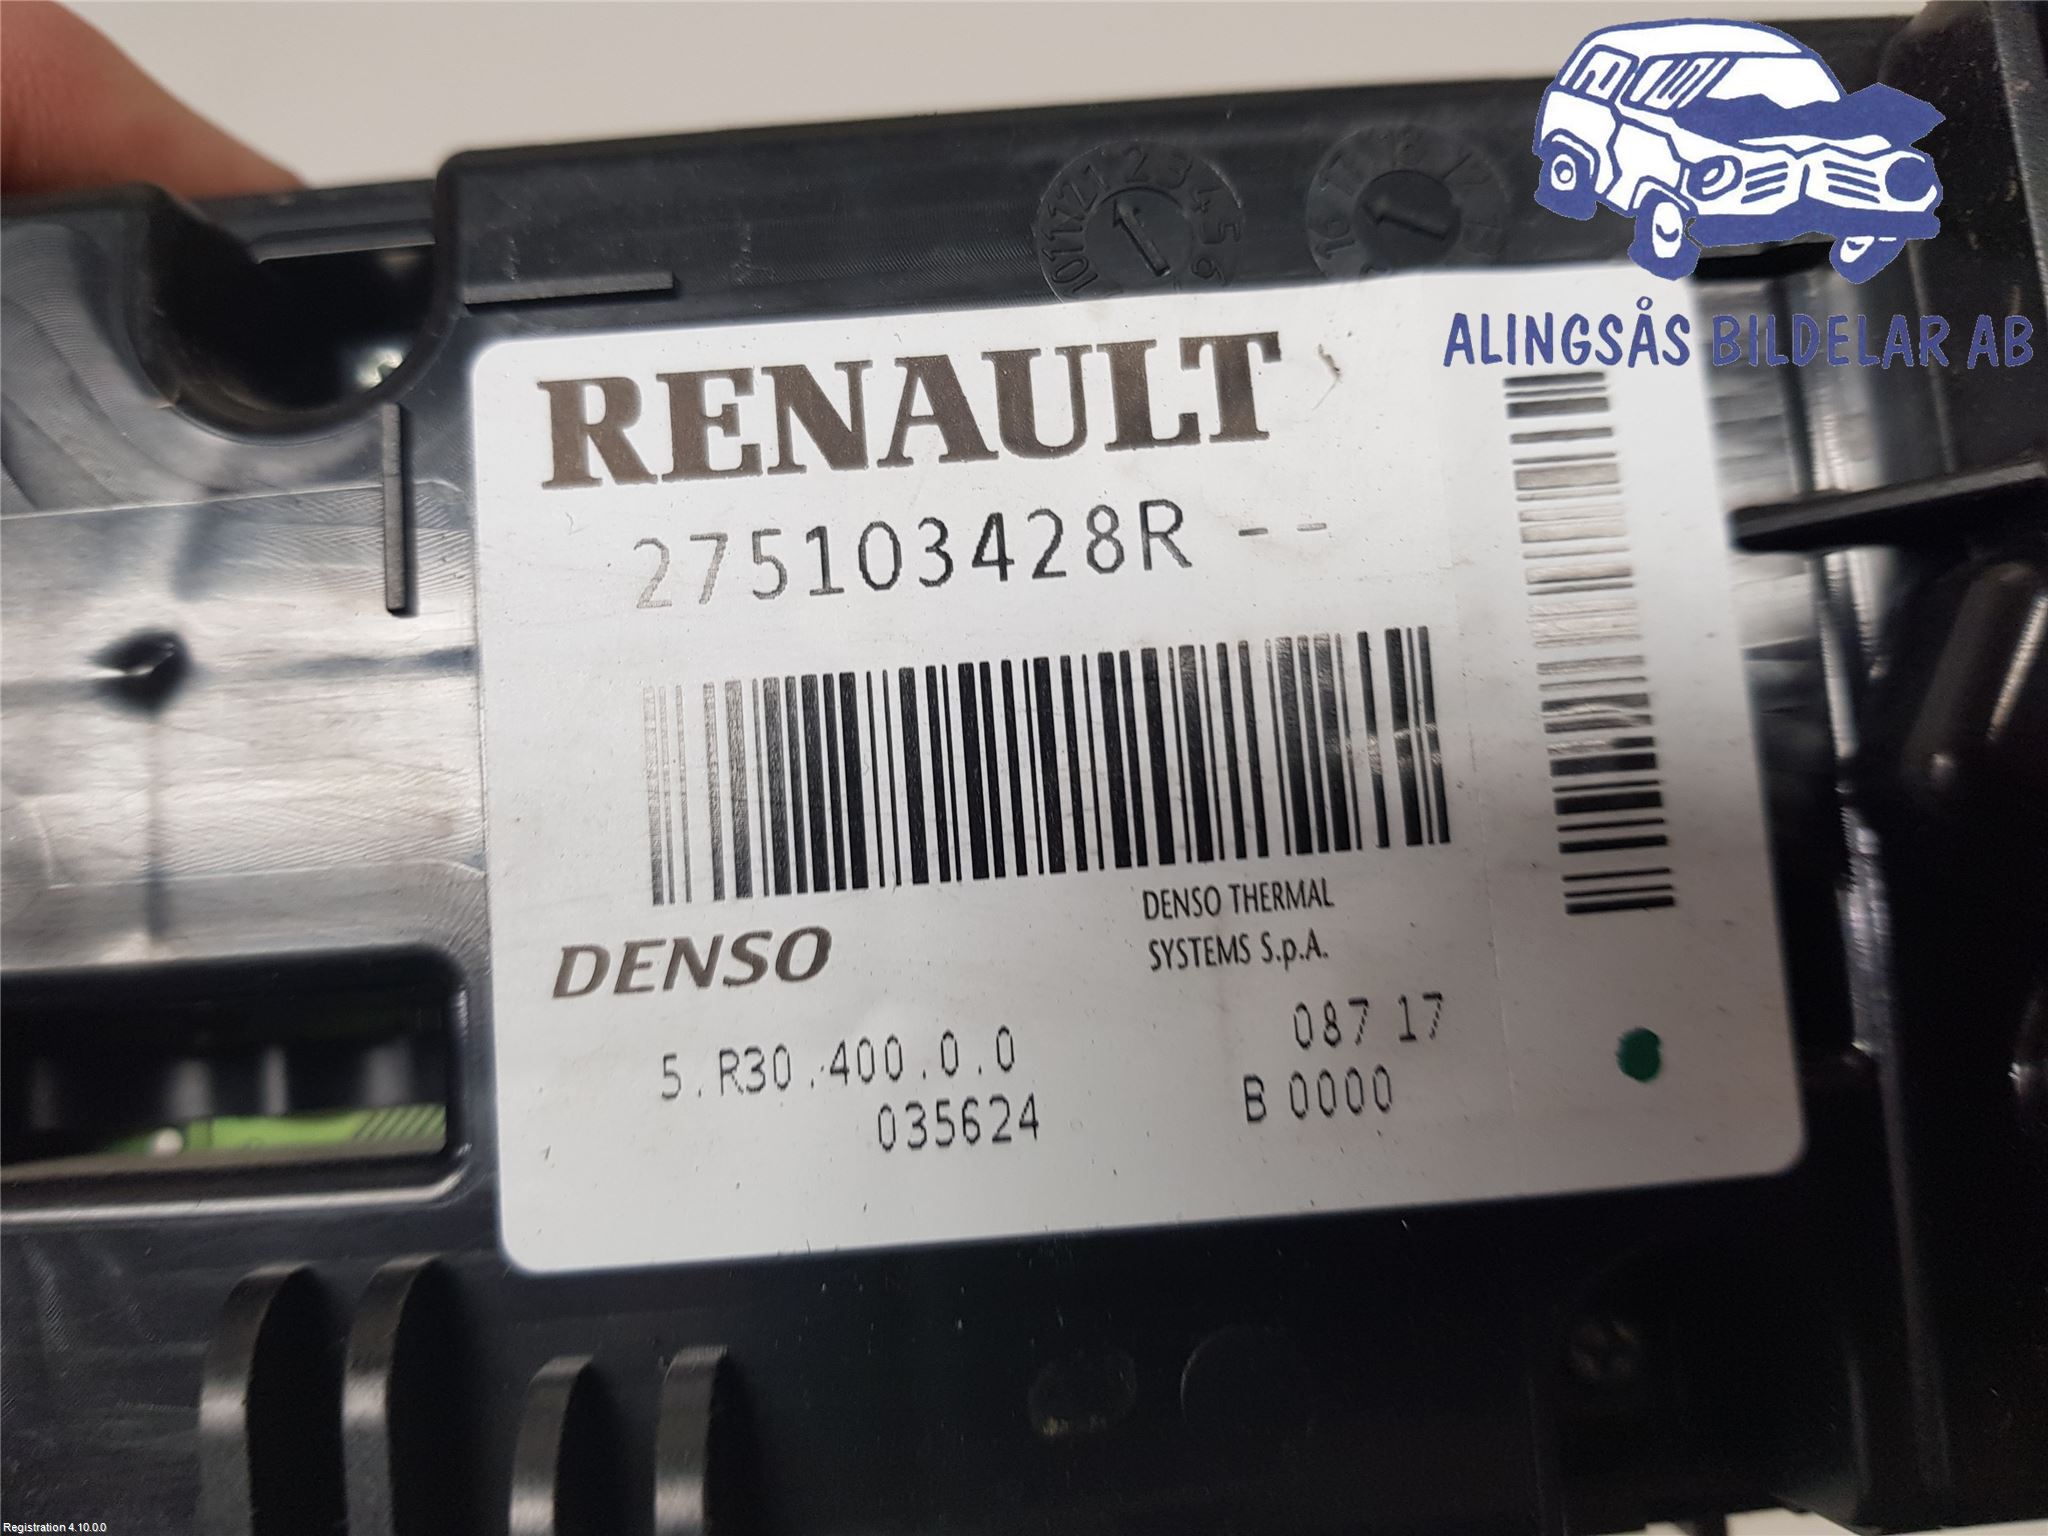 ALINGSÅS BILDELAR AB
RENAULT
275103428R --
DENSO
DENSO THERMAL
SYSTEMS S.p.A.
5.R30.400.0.0
087 17
035624
B 0000
Registration 4.10.0.0